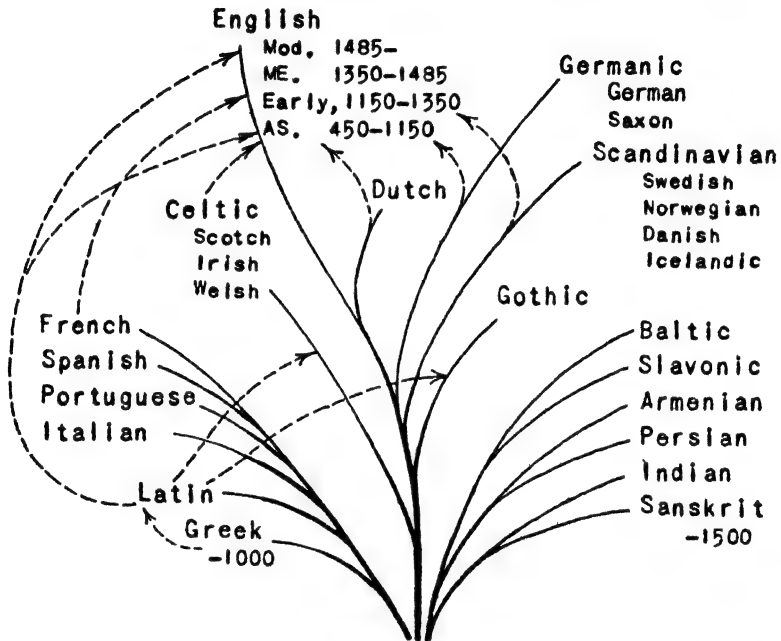 English
Mod. 1485-
ME. 1350-1485
Early, 1150-1350
AS. 450-1150
Germanic
German
Saxon
Scandinavian
Swedish
Norwegian
Danish
Icelandic
Dutch
Celtic
Scotch
Irish
Welsh
Gothic
French
Spanish
Portuguese
Italian
Latin
Greek
-1000
Baltic
Slavonic
Armenian
Persian
Indian
Sanskrit
-1500